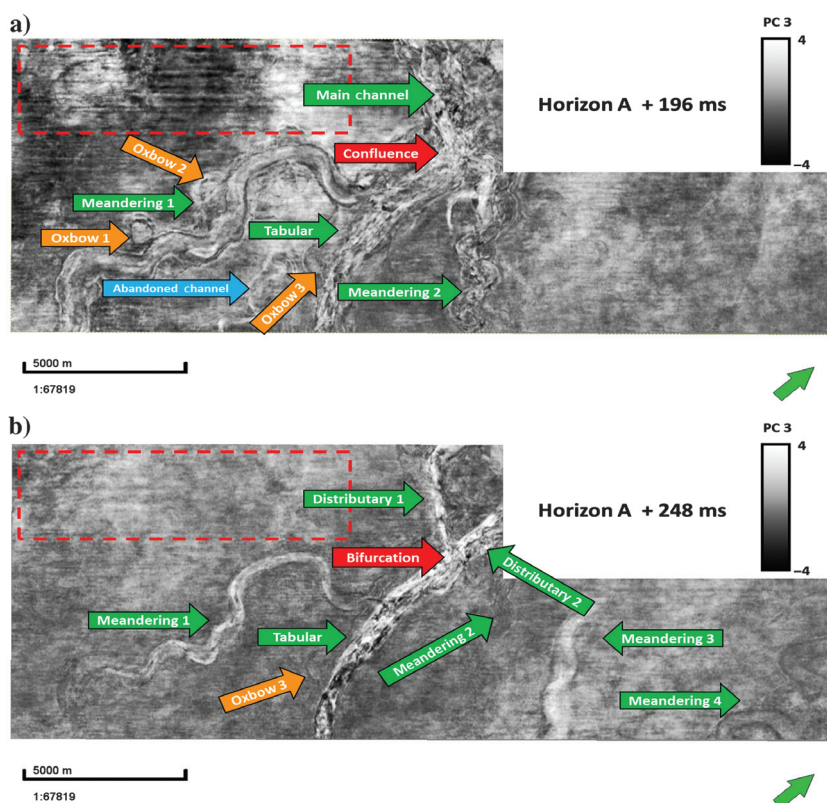 a)
PC 3
4
Main channel
Horizon A + 196 ms
Confluence
Oxbow 2
−4
Meandering 1
Tabular
Oxbow 1
Abandoned channel
Meandering 2
Oxbow 3
5000 m
1:67819
b)
PC 3
4
Distributary 1
Horizon A + 248 ms
Bifurcation
Distributary 2
−4
Meandering 1
Tabular
Meandering 2
Meandering 3
Oxbow 3
Meandering 4
5000 m
1:67819